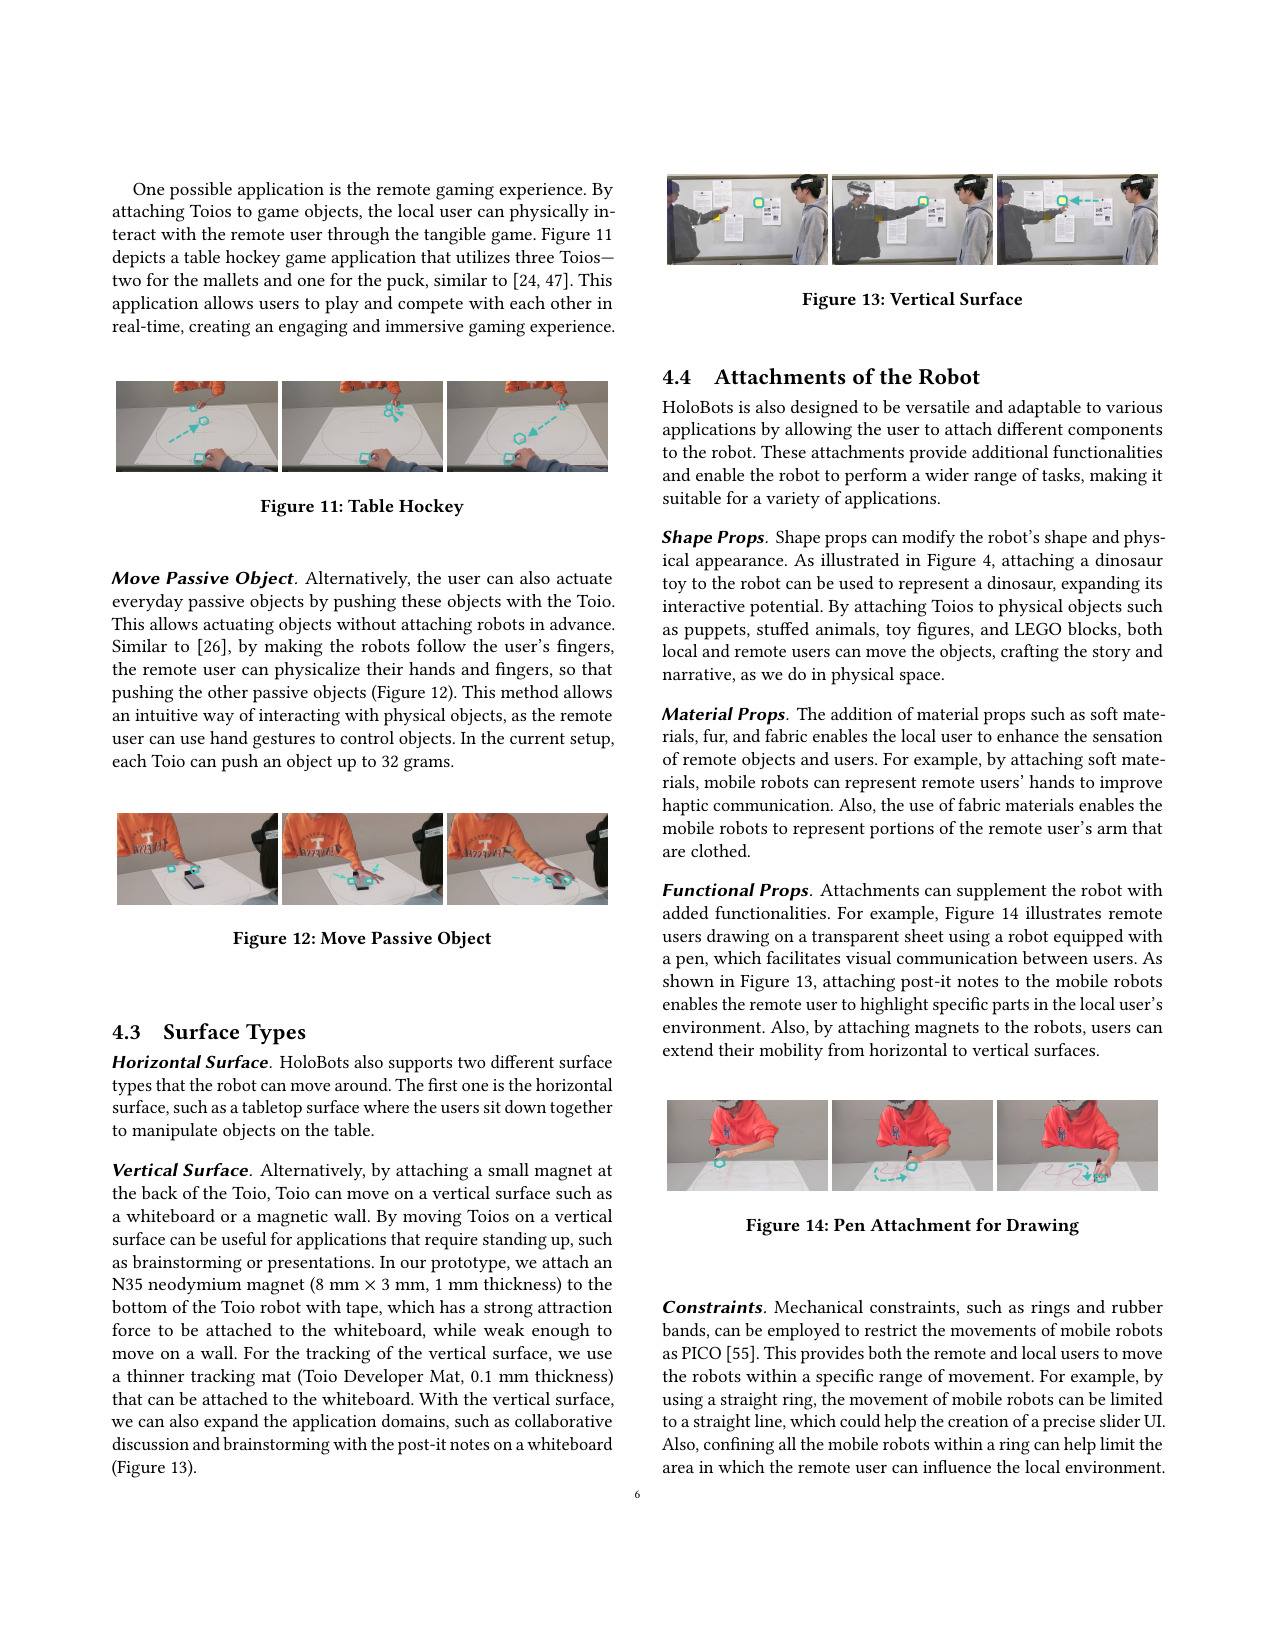 One possible application is the remote gaming experience. By
attaching Toios to game objects, the local user can physically in-
teract with the remote user through the tangible game. Figure 11
depicts a table hockey game application that utilizes three Toios—
two for the mallets and one for the puck, similar to [24, 47]. This
application allows users to play and compete with each other in
real-time, creating an engaging and immersive gaming experience.
Figure 11: Table Hockey
Move Passive Object. Alternatively, the user can also actuate
everyday passive objects by pushing these objects with the Toio.
This allows actuating objects without attaching robots in advance.
Similar to [26], by making the robots follow the user's fingers,
the remote user can physicalize their hands and fingers, so that
pushing the other passive objects (Figure 12). This method allows
an intuitive way of interacting with physical objects, as the remote
user can use hand gestures to control objects. In the current setup,
each Toio can push an object up to 32 grams.
Figure 12: Move Passive Object
4.3 Surface Types
Horizontal Surface. HoloBots also supports two different surface
types that the robot can move around. The first one is the horizontal
surface, such as a tabletop surface where the users sit down together
to manipulate objects on the table.
Vertical Surface. Alternatively, by attaching a small magnet at
the back of the Toio, Toio can move on a vertical surface such as
a whiteboard or a magnetic wall. By moving Toios on a vertical
surface can be useful for applications that require standing up, such
as brainstorming or presentations. In our prototype, we attach an
N35 neodymium magnet (8 mm × 3 mm, 1 mm thickness) to the
bottom of the Toio robot with tape, which has a strong attraction
force to be attached to the whiteboard, while weak enough to
move on a wall. For the tracking of the vertical surface, we use
a thinner tracking mat (Toio Developer Mat, 0.1 mm thickness)
that can be attached to the whiteboard. With the vertical surface,
we can also expand the application domains, such as collaborative
discussion and brainstorming with the post-it notes on a whiteboard
(Figure 13).
Figure 13: Vertical Surface
4.4 Attachments of the Robot
HoloBots is also designed to be versatile and adaptable to various
applications by allowing the user to attach different components
to the robot. These attachments provide additional functionalities
and enable the robot to perform a wider range of tasks, making it
suitable for a variety of applications.
Shape Props. Shape props can modify the robot's shape and phys-
ical appearance. As illustrated in Figure 4, attaching a dinosaur
toy to the robot can be used to represent a dinosaur, expanding its
interactive potential. By attaching Toios to physical objects such
as puppets, stuffed animals, toy figures, and LEGO blocks, both
local and remote users can move the objects, crafting the story and
narrative, as we do in physical space.
Material Props. The addition of material props such as soft mate-
rials, fur, and fabric enables the local user to enhance the sensation
of remote objects and users. For example, by attaching soft mate-
rials, mobile robots can represent remote users' hands to improve
haptic communication. Also, the use of fabric materials enables the
mobile robots to represent portions of the remote user's arm that
are clothed.
Functional Props. Attachments can supplement the robot with
added functionalities. For example, Figure 14 illustrates remote
users drawing on a transparent sheet using a robot equipped with
a pen, which facilitates visual communication between users. As
shown in Figure 13, attaching post-it notes to the mobile robots
enables the remote user to highlight specific parts in the local user's
environment. Also, by attaching magnets to the robots, users can
extend their mobility from horizontal to vertical surfaces.
Figure 14: Pen Attachment for Drawing
Constraints. Mechanical constraints, such as rings and rubber
bands, can be employed to restrict the movements of mobile robots
as PICO [55]. This provides both the remote and local users to move
the robots within a specific range of movement. For example, by
using a straight ring, the movement of mobile robots can be limited
to a straight line, which could help the creation of a precise slider UI.
Also, confining all the mobile robots within a ring can help limit the
area in which the remote user can influence the local environment.
6